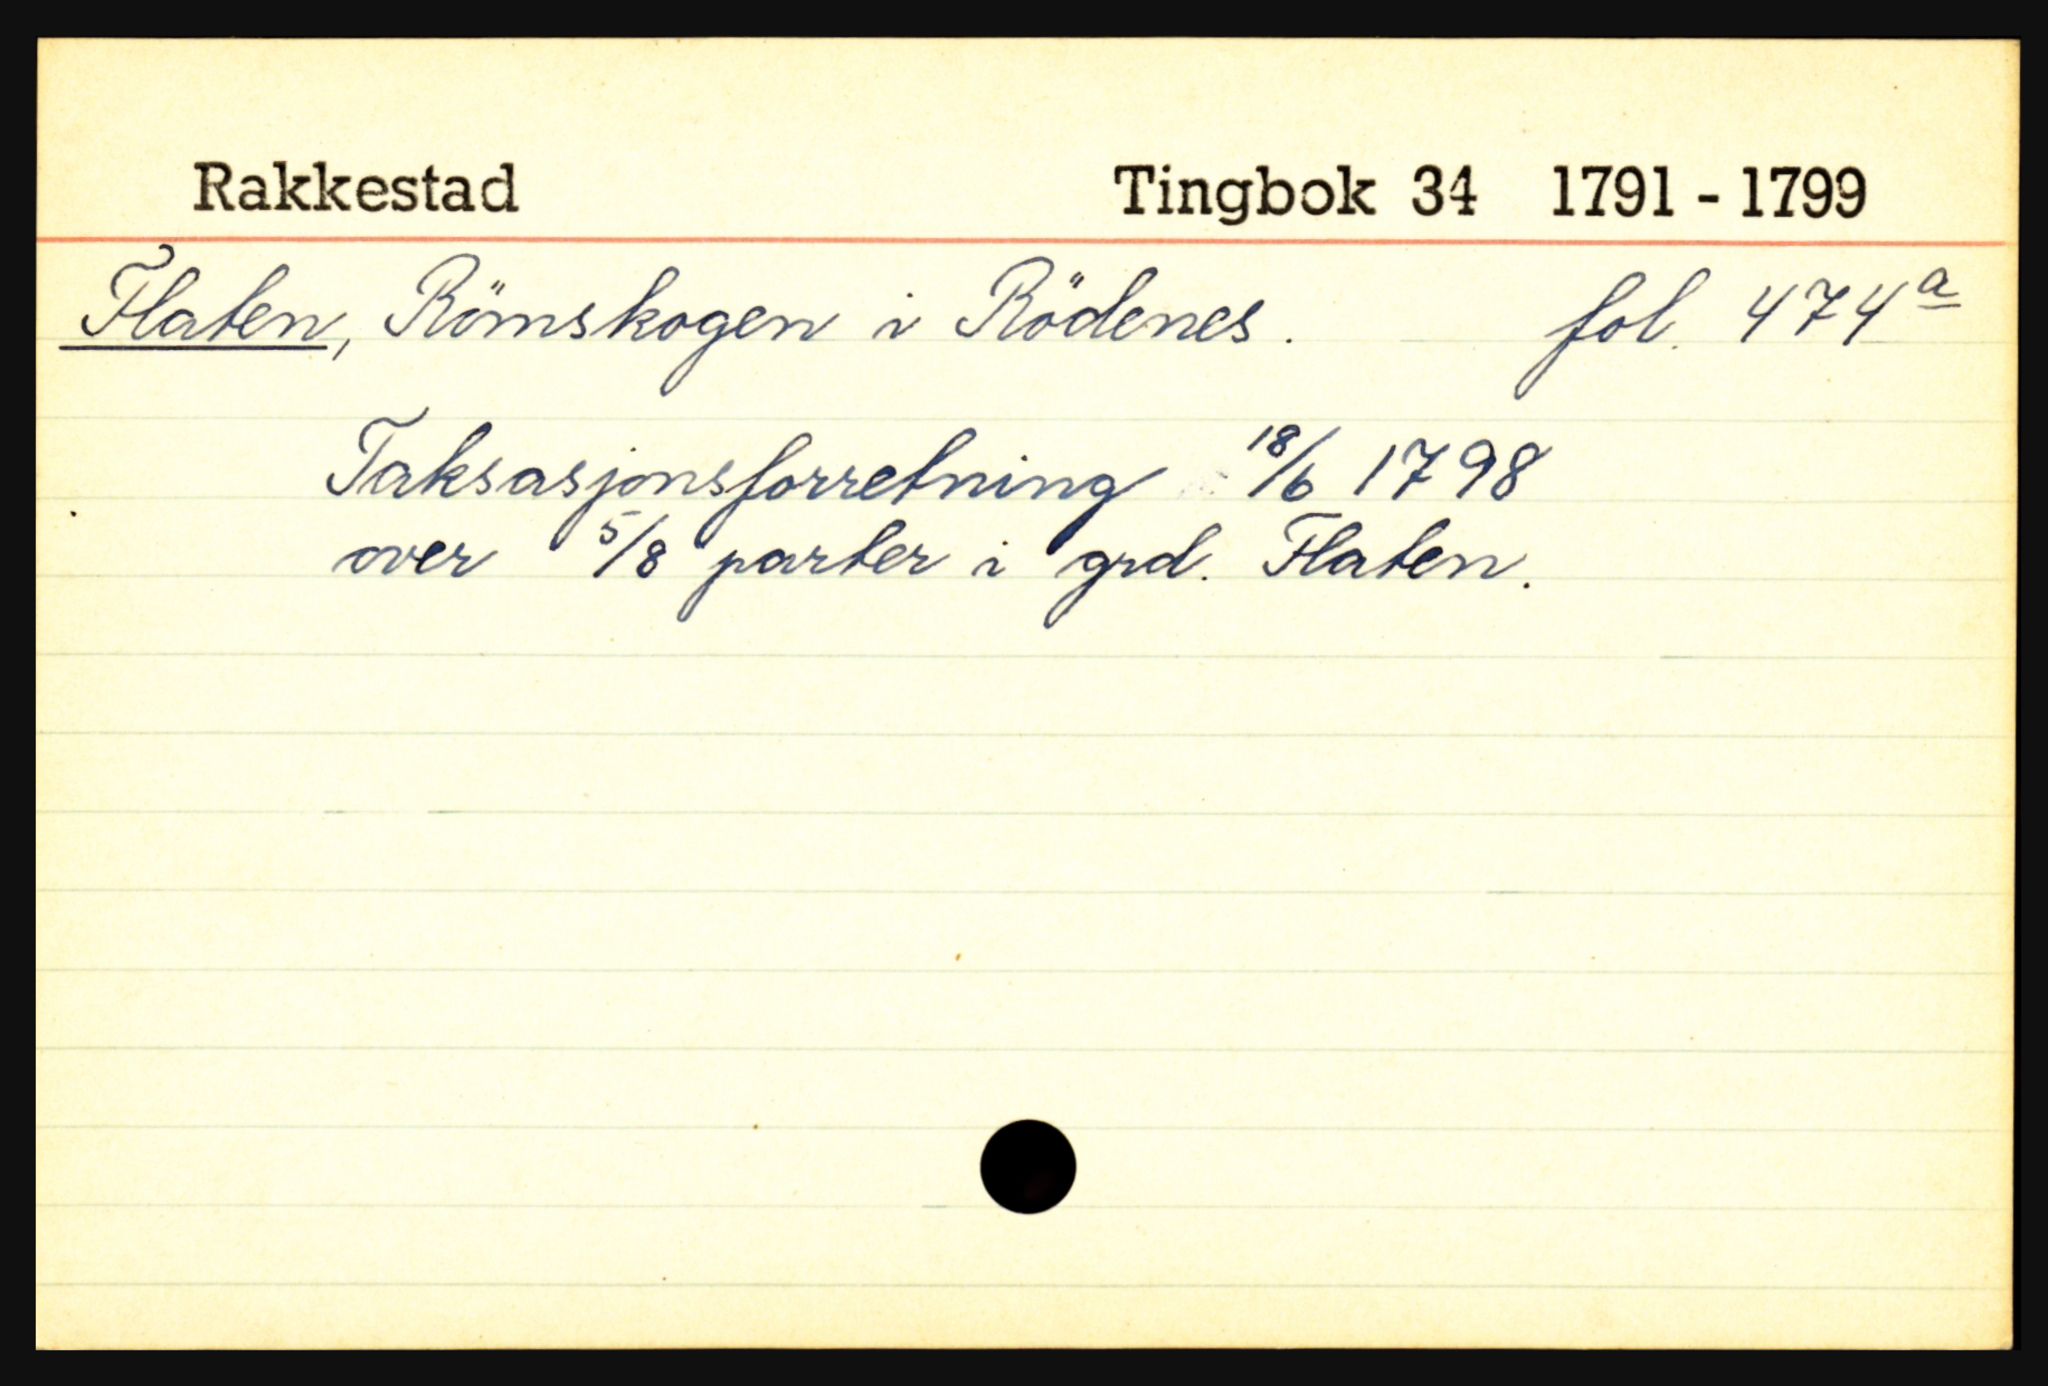 Rakkestad Tingbok 34 1791 - 1799
Flaten, Römskogen i Rödenes. fol. 474a
Taksasjonsforretning 18/6 1798
over 5/8 parter i grd. Flaten.